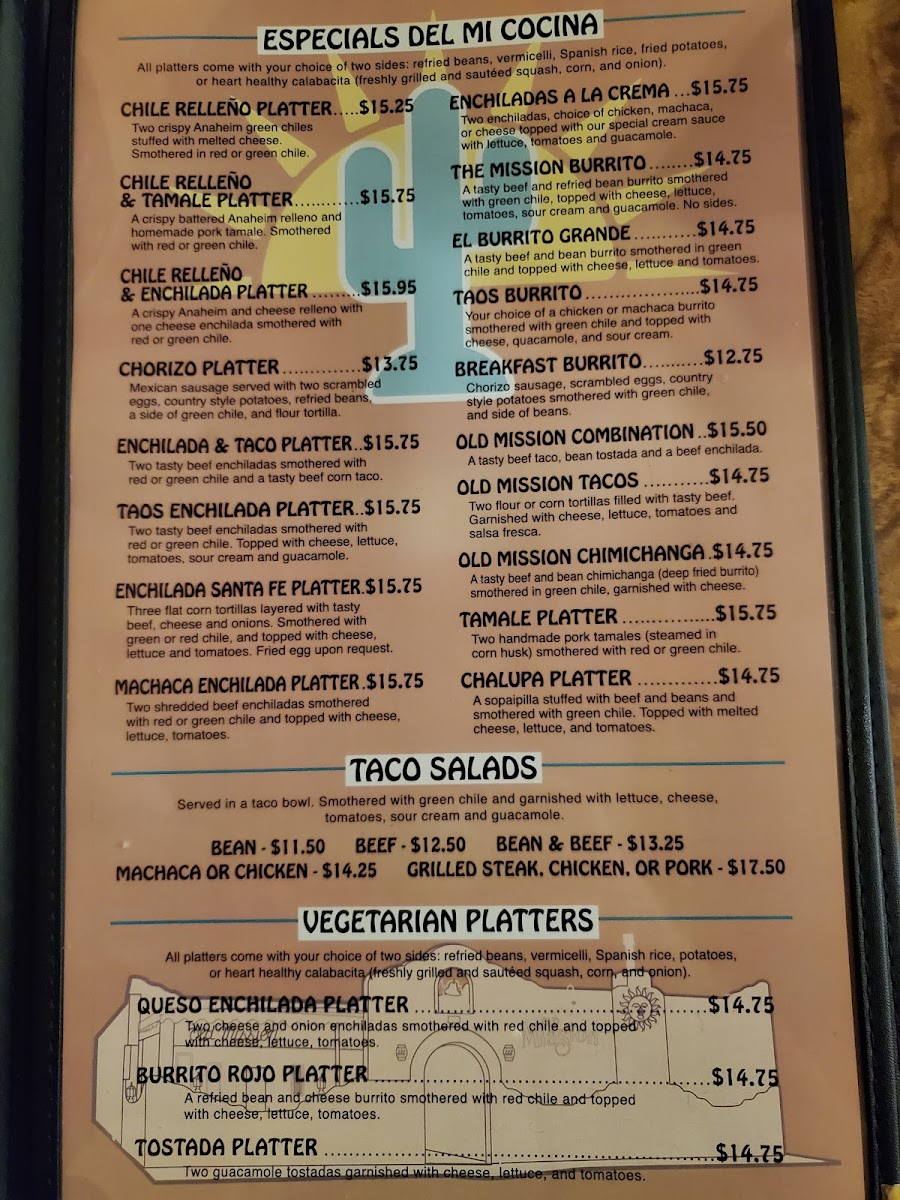 ESPECIALS DEL MI COCINA
All platters come with your choice of two sides: refried beans, vermicelli, Spanish rice, fried potatoes,
or heart healthy calabacita (freshly grilled and sautéed squash, corn, and onion).
CHILE RELLEÑO PLATTER.....$15.25
Two crispy Anaheim green chiles
stuffed with melted cheese.
Smothered in red or green chile.
CHILE RELLEÑO
& TAMALE PLATTER............$15.75
A crispy battered Anaheim relleno and
homemade pork tamale. Smothered
with red or green chile.
CHILE RELLEÑO
& ENCHILADA PLATTER .........$15.95
A crispy Anaheim and cheese relleno with
one cheese enchilada smothered with
red or green chile.
CHORIZO PLATTER..............$13.75
Mexican sausage served with two scrambled
eggs, country style potatoes, refried beans,
a side of green chile, and flour tortilla.
ENCHILADA & TACO PLATTER..$15.75
Two tasty beef enchiladas smothered with
red or green chile and a tasty beef corn taco.
TAOS ENCHILADA PLATTER..$15.75
Two tasty beef enchiladas smothered with
red or green chile. Topped with cheese, lettuce,
tomatoes, sour cream and guacamole.
ENCHILADA SANTA FE PLATTER.$15.75
Three flat corn tortillas layered with tasty
beef, cheese and onions. Smothered with
green or red chile, and topped with cheese,
lettuce and tomatoes. Fried egg upon request.
MACHACA ENCHILADA PLATTER.$15.75
Two shredded beef enchiladas smothered
with red or green chile and topped with cheese,
lettuce, tomatoes.
ENCHILADAS A LA CREMA ...$15.75
Two enchiladas, choice of chicken, machaca,
or cheese topped with our special cream sauce
with lettuce, tomatoes and guacamole.
THE MISSION BURRITO........$14.75
A tasty beef and refried bean burrito smothered
with green chile, topped with cheese, lettuce,
tomatoes, sour cream and guacamole. No sides.
EL BURRITO GRANDE...........$14.75
A tasty beef and bean burrito smothered in green
chile and topped with cheese, lettuce and tomatoes.
TAOS BURRITO....................$14.75
Your choice of a chicken or machaca burrito
smothered with green chile and topped with
cheese, quacamole, and sour cream.
BREAKFAST BURRITO...........$12.75
Chorizo sausage, scrambled eggs, country
style potatoes smothered with green chile,
and side of beans.
OLD MISSION COMBINATION ..$15.50
A tasty beef taco, bean tostada and a beef enchilada.
OLD MISSION TACOS ...........$14.75
Two flour or corn tortillas filled with tasty beef.
Garnished with cheese, lettuce, tomatoes and
salsa fresca.
OLD MISSION CHIMICHANGA.$14.75
A tasty beef and bean chimichanga (deep fried burrito)
smothered in green chile, garnished with cheese.
TAMALE PLATTER ................$15.75
Two handmade pork tamales (steamed in
corn husk) smothered with red or green chile.
CHALUPA PLATTER ..............$14.75
A sopaipilla stuffed with beef and beans and
smothered with green chile. Topped with melted
cheese, lettuce, and tomatoes.
TACO SALADS
Served in a taco bowl. Smothered with green chile and garnished with lettuce, cheese,
tomatoes, sour cream and guacamole.
BEAN - $11.50 BEEF - $12.50 BEAN & BEEF - $13.25
MACHACA OR CHICKEN - $14.25 GRILLED STEAK, CHICKEN, OR PORK - $17.50
VEGETARIAN PLATTERS
All platters come with your choice of two sides: refried beans, vermicelli, Spanish rice, potatoes,
or heart healthy calabacita (freshly grilled and sautéed squash, corn, and onion).
QUESO ENCHILADA PLATTER ..........................................$14.75
Two cheese and onion enchiladas smothered with red chile and topped
with cheese, lettuce, tomatoes.
BURRITO ROJO PLATTER ................................................$14.75
A refried bean and cheese burrito smothered with red chile and topped
with cheese, lettuce, tomatoes.
TOSTADA PLATTER ........................................................$14.75
Two guacamole tostadas garnished with cheese, lettuce, and tomatoes.